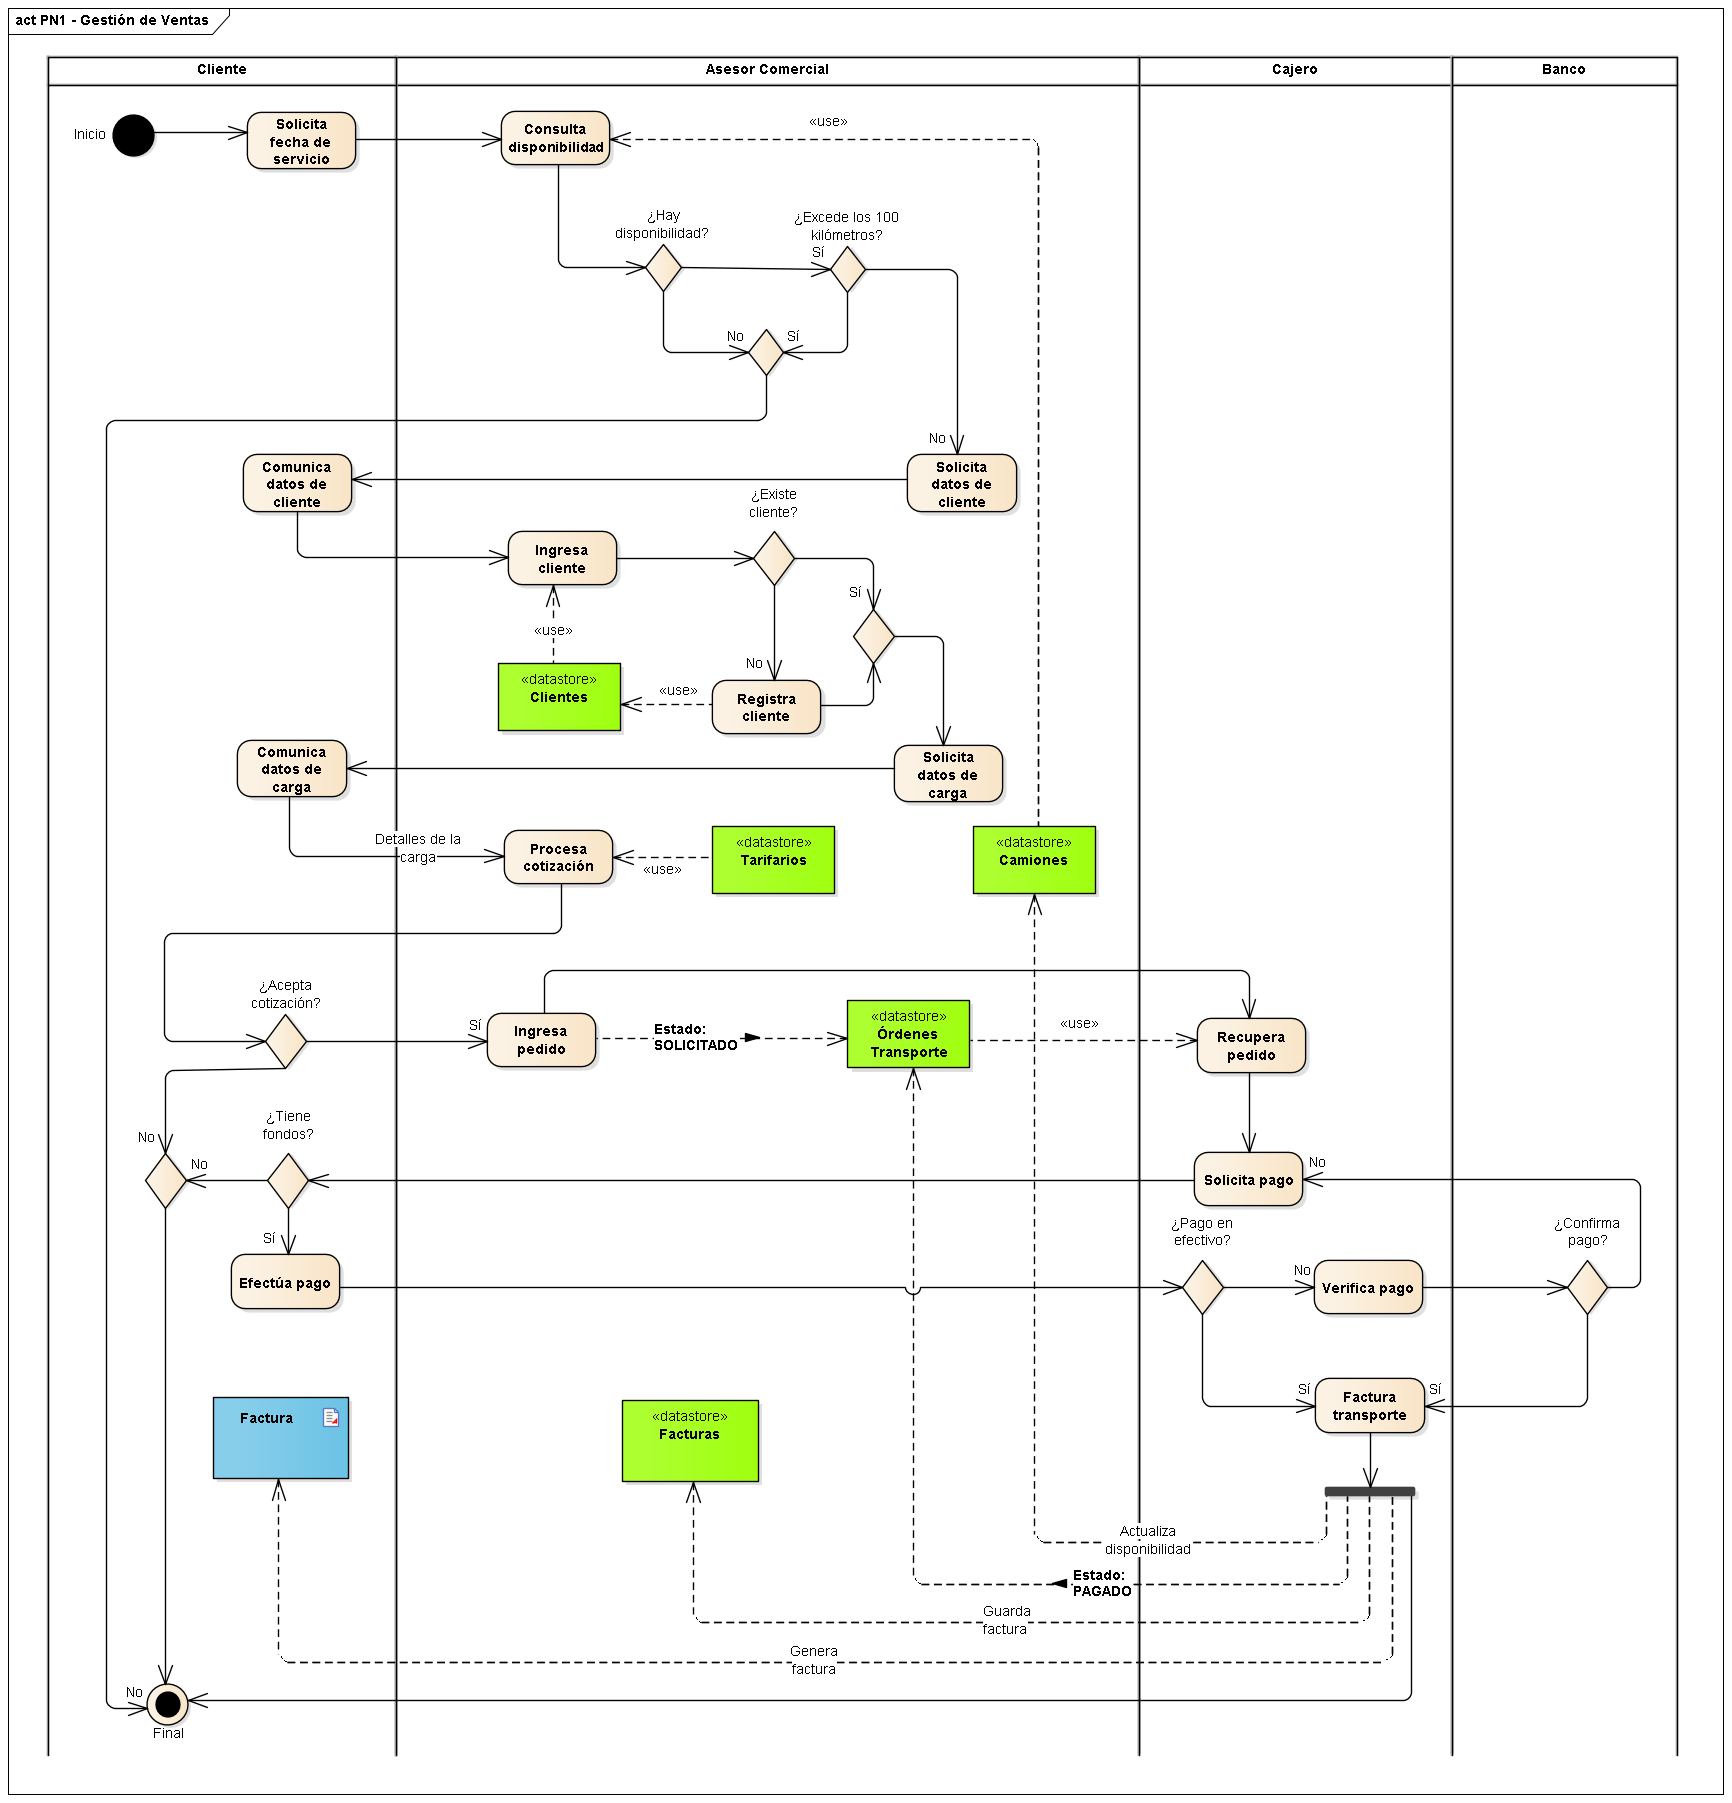 act PN1 - Gestión de Ventas
Cliente
Asesor Comercial
Cajero
Banco
Inicio
Solicita
fecha de
servicio
Consulta
disponibilidad
«use»
¿Hay
disponibilidad?
¿Excede los 100
kilómetros?
Sí
No
Sí
No
Comunica
datos de
cliente
Solicita
datos de
cliente
¿Existe
cliente?
Ingresa
cliente
Sí
«use»
No
«datastore»
Clientes
«use»
Registra
cliente
Comunica
datos de
carga
Solicita
datos de
carga
Detalles de la
carga
Procesa
cotización
«use»
«datastore»
Tarifarios
«datastore»
Camiones
¿Acepta
cotización?
Sí
Ingresa
pedido
Estado:
SOLICITADO
«datastore»
Órdenes
Transporte
«use»
Recupera
pedido
¿Tiene
fondos?
No
No
Solicita pago
No
Sí
Efectúa pago
¿Pago en
efectivo?
No
Verifica pago
¿Confirma
pago?
Sí
Factura
transporte
Sí
Factura
«datastore»
Facturas
Actualiza
disponibilidad
Estado:
PAGADO
Guarda
factura
Genera
factura
No
Final